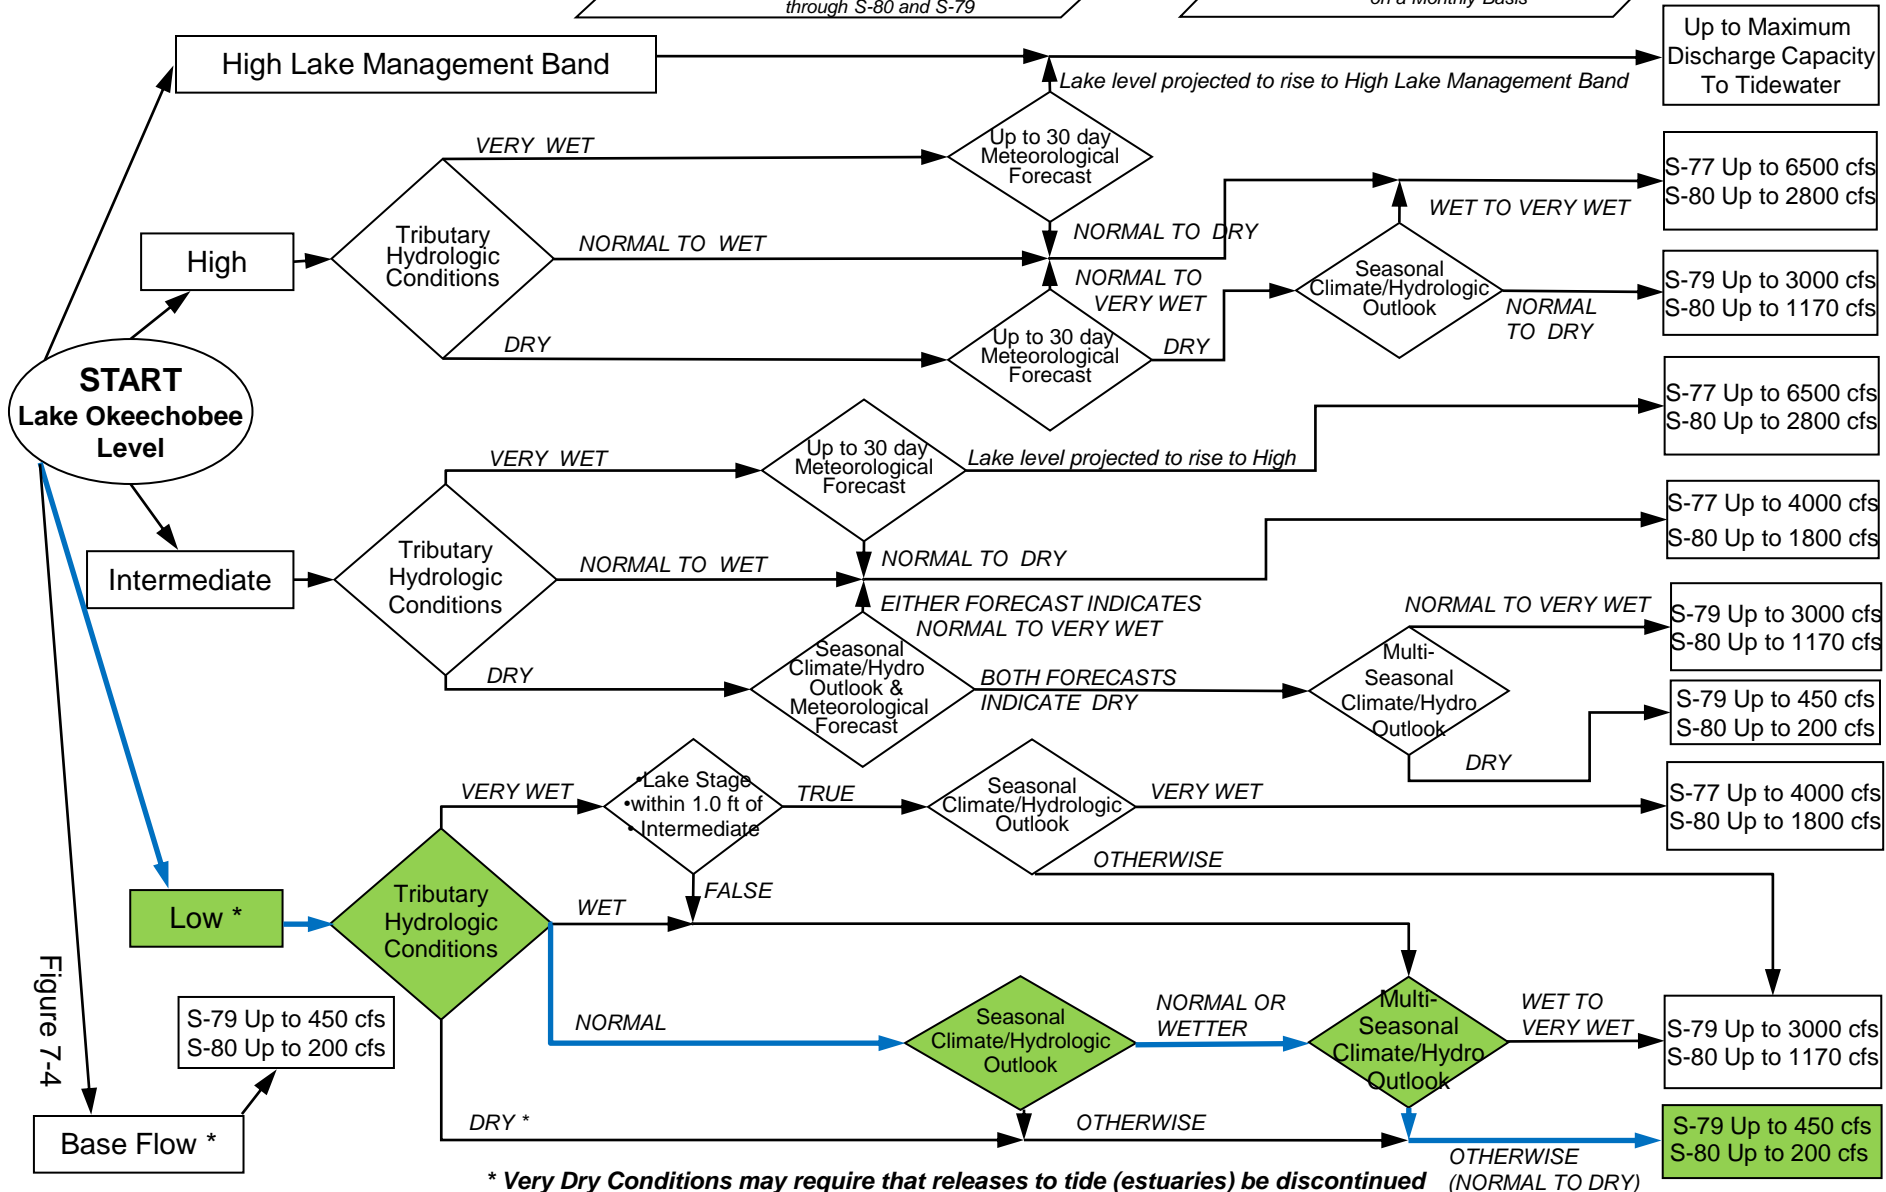 through S-80 and S-79
on a Monthly Basis
High Lake Management Band
Up to Maximum
Discharge Capacity
To Tidewater
Lake level projected to rise to High Lake Management Band
VERY WET
Up to 30 day
Meteorological
Forecast
S-77 Up to 6500 cfs
S-80 Up to 2800 cfs
WET TO VERY WET
High
Tributary
Hydrologic
Conditions
NORMAL TO WET
NORMAL TO DRY
NORMAL TO
VERY WET
Seasonal
Climate/Hydrologic
Outlook
S-79 Up to 3000 cfs
S-80 Up to 1170 cfs
NORMAL
TO DRY
DRY
Up to 30 day
Meteorological
Forecast
DRY
START
Lake Okeechobee
Level
S-77 Up to 6500 cfs
S-80 Up to 2800 cfs
VERY WET
Up to 30 day
Meteorological
Forecast
Lake level projected to rise to High
S-77 Up to 4000 cfs
S-80 Up to 1800 cfs
Intermediate
Tributary
Hydrologic
Conditions
NORMAL TO WET
NORMAL TO DRY
EITHER FORECAST INDICATES
NORMAL TO VERY WET
NORMAL TO VERY WET
S-79 Up to 3000 cfs
S-80 Up to 1170 cfs
DRY
Seasonal
Climate/Hydro
Outlook &
Meteorological
Forecast
BOTH FORECASTS
INDICATE DRY
Multi-
Seasonal
Climate/Hydro
Outlook
S-79 Up to 450 cfs
S-80 Up to 200 cfs
DRY
VERY WET
•Lake Stage
•within 1.0 ft of
• Intermediate
TRUE
Seasonal
Climate/Hydrologic
Outlook
VERY WET
S-77 Up to 4000 cfs
S-80 Up to 1800 cfs
OTHERWISE
FALSE
Low *
Tributary
Hydrologic
Conditions
WET
NORMAL
Seasonal
Climate/Hydrologic
Outlook
NORMAL OR
WETTER
Multi-
Seasonal
Climate/Hydro
Outlook
WET TO
VERY WET
S-79 Up to 3000 cfs
S-80 Up to 1170 cfs
Figure 7-4
S-79 Up to 450 cfs
S-80 Up to 200 cfs
Base Flow *
DRY *
OTHERWISE
S-79 Up to 450 cfs
S-80 Up to 200 cfs
OTHERWISE
(NORMAL TO DRY)
* Very Dry Conditions may require that releases to tide (estuaries) be discontinued